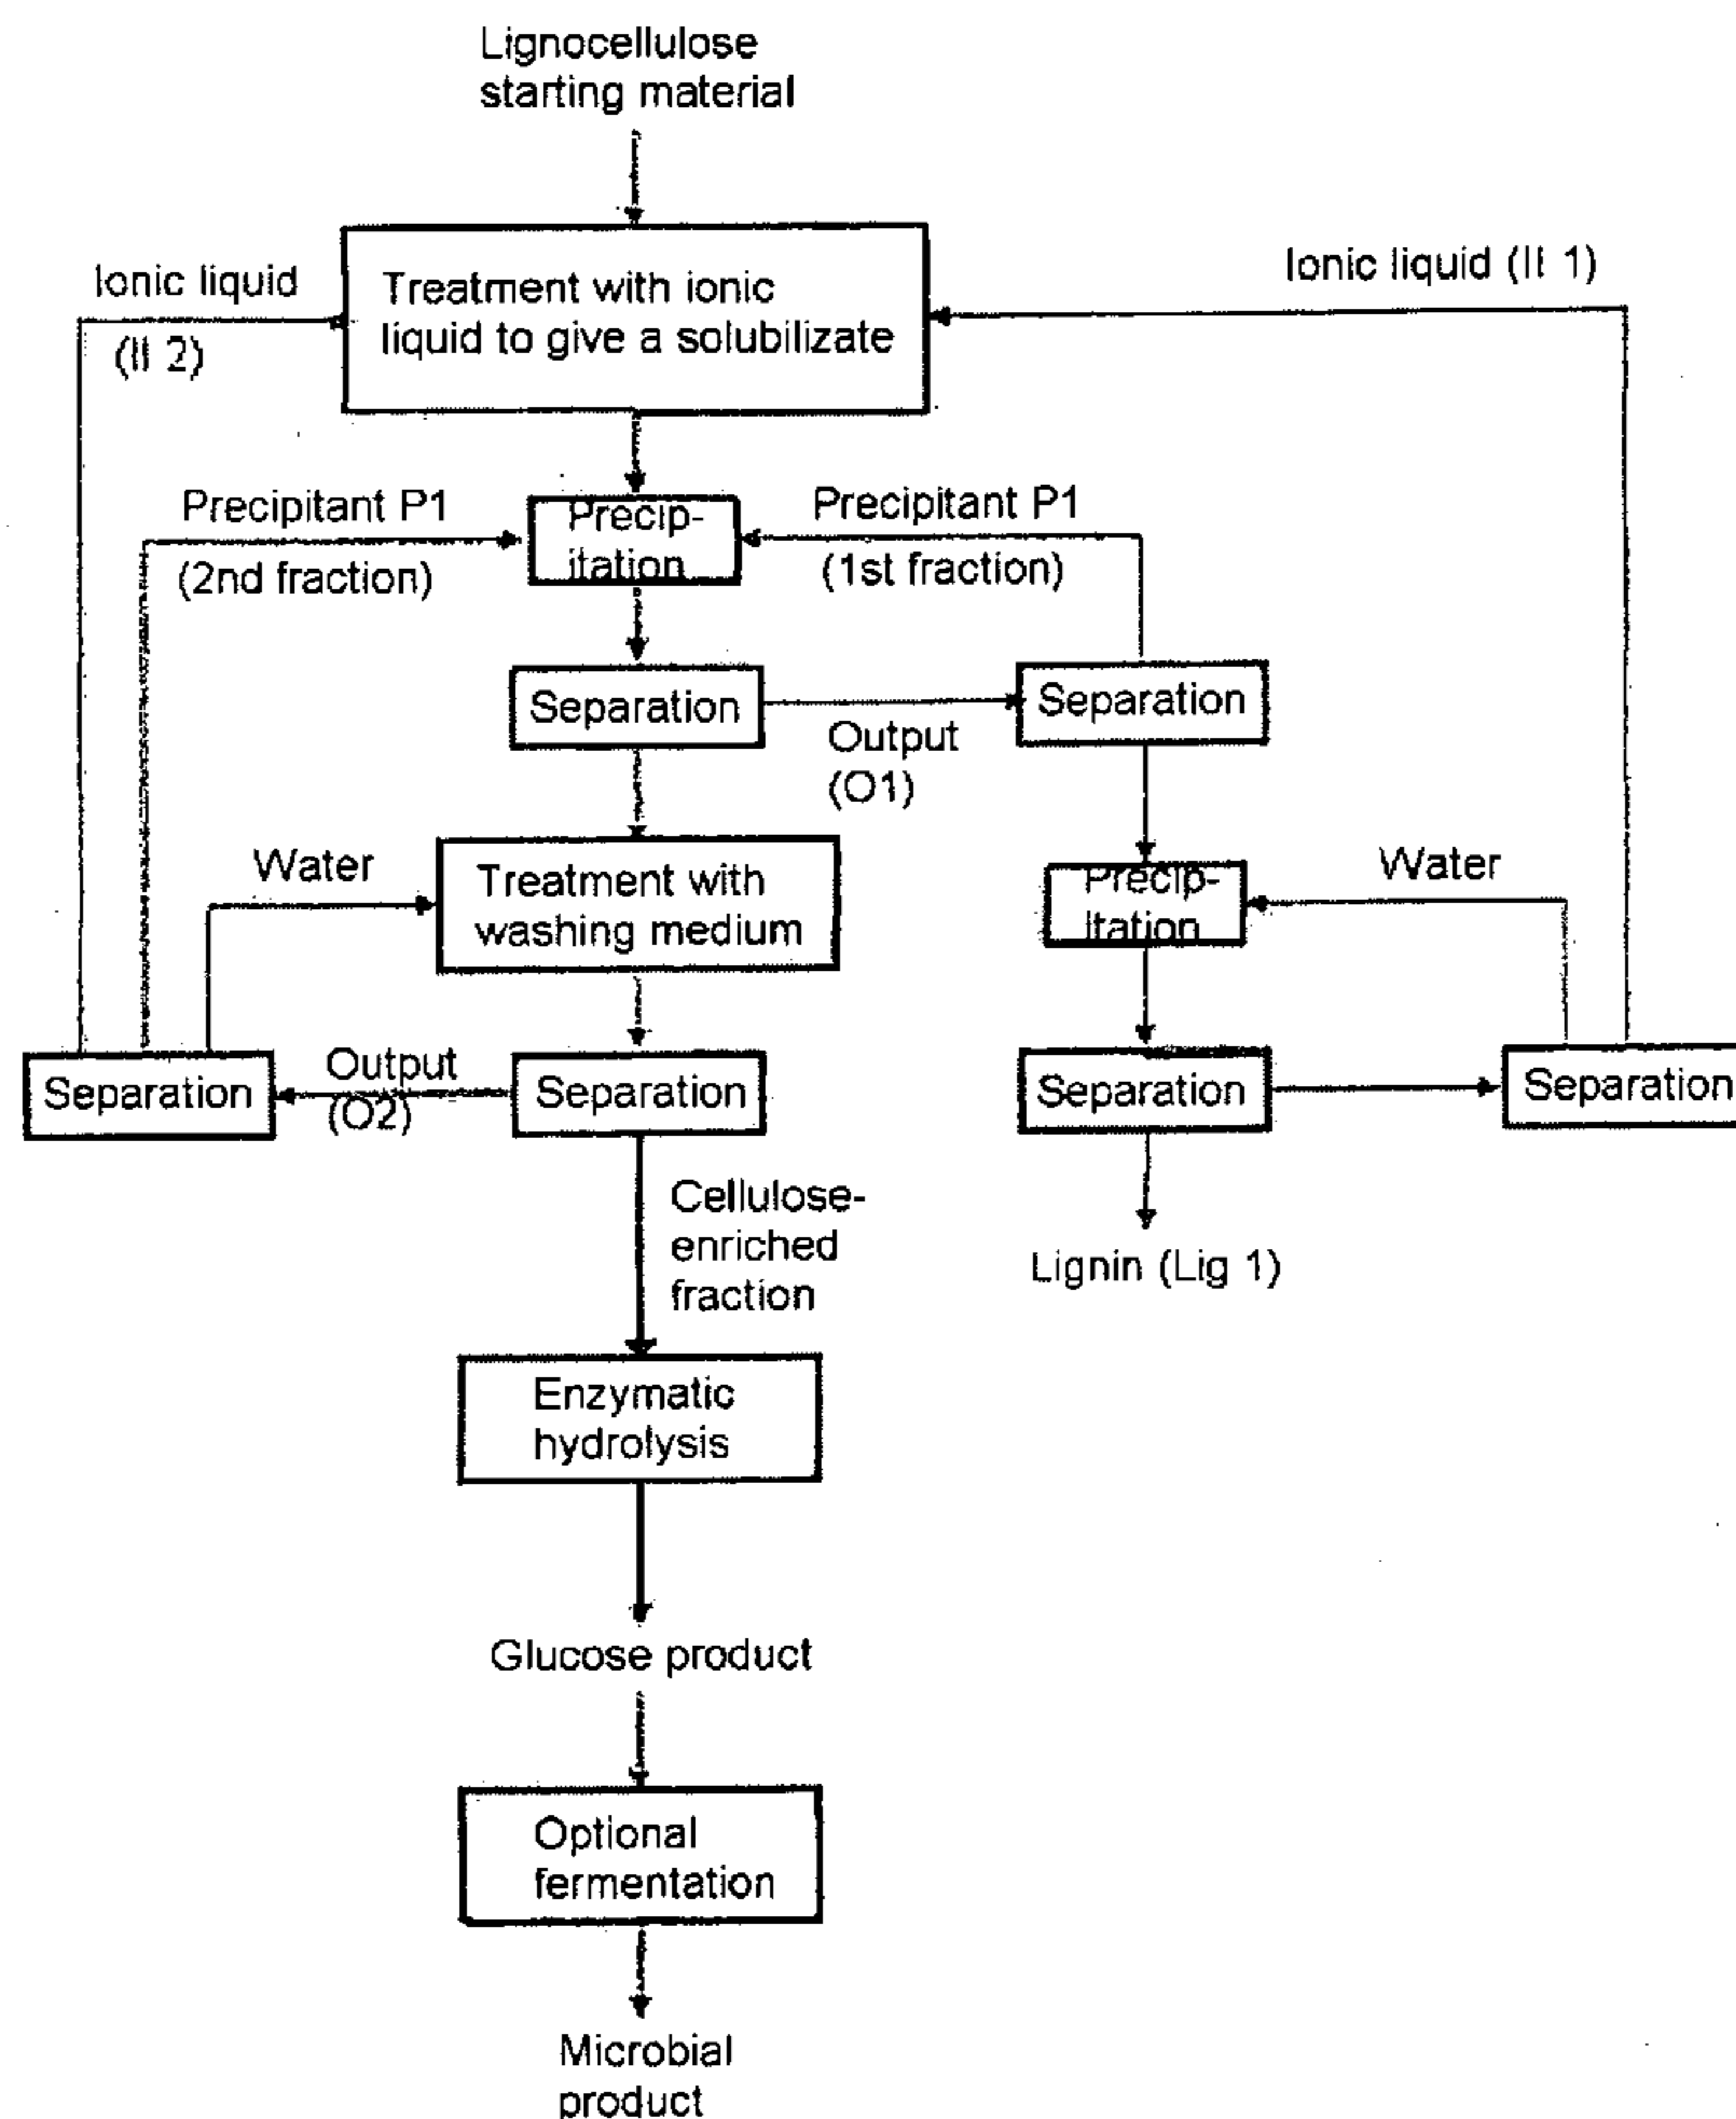 Lignocellulose
starting material
Ionic liquid
(Il 2)
Treatment with ionic
liquid to give a solubilizate
Ionic liquid (Il 1)
Precipitant P1
(2nd fraction)
Precip-
itation
Precipitant P1
(1st fraction)
Separation
Output
(O1)
Separation
Water
Treatment with
washing medium
Precip-
itation
Water
Separation
Output
(O2)
Separation
Separation
Separation
Cellulose-
enriched
fraction
Lignin (Lig 1)
Enzymatic
hydrolysis
Glucose product
Optional
fermentation
Microbial
product